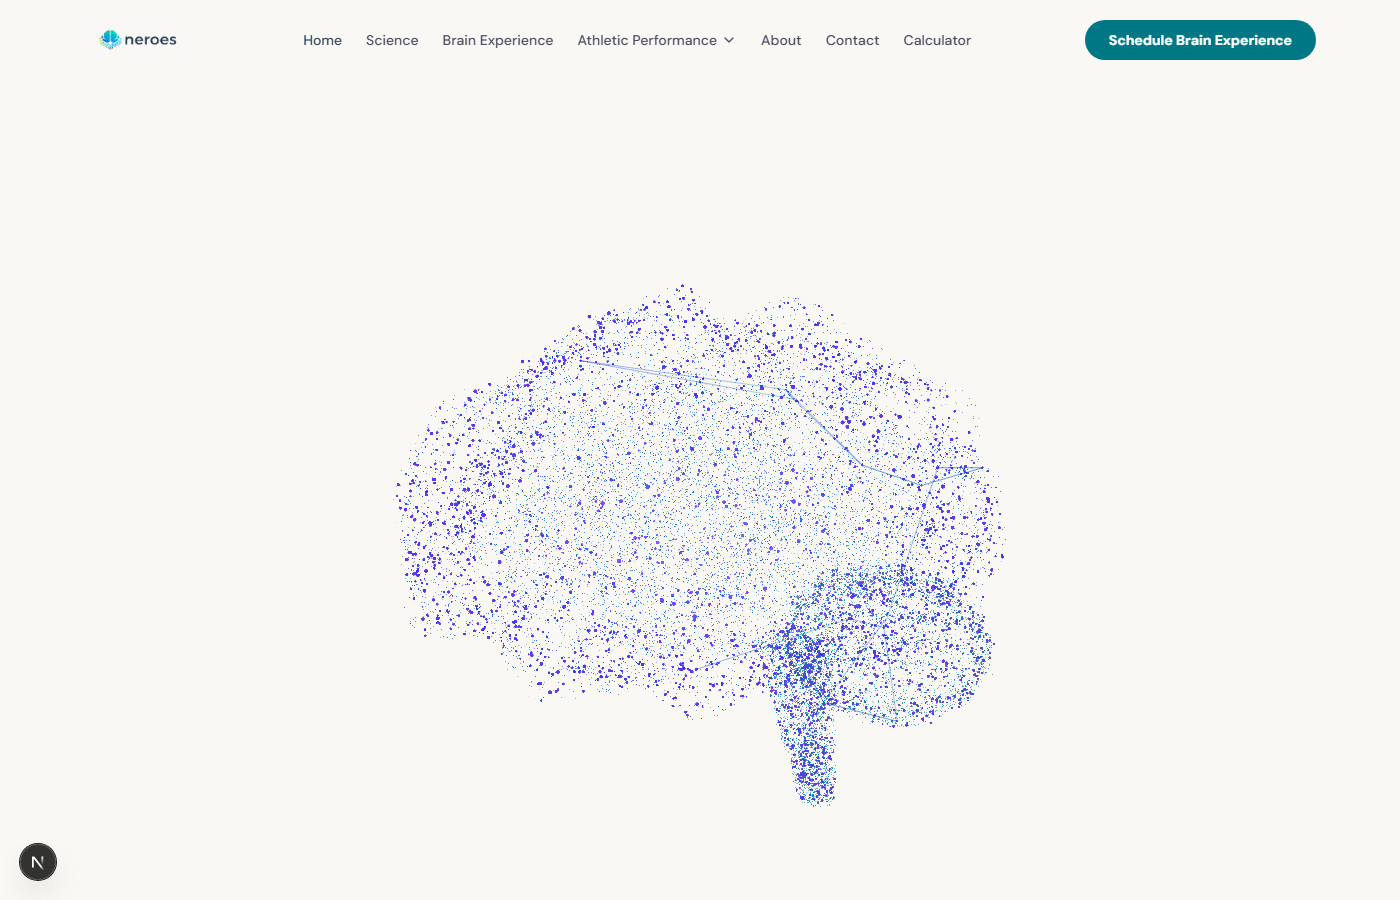 neroes
Home
Science
Brain Experience
Athletic Performance
About
Contact
Calculator
Schedule Brain Experience
N